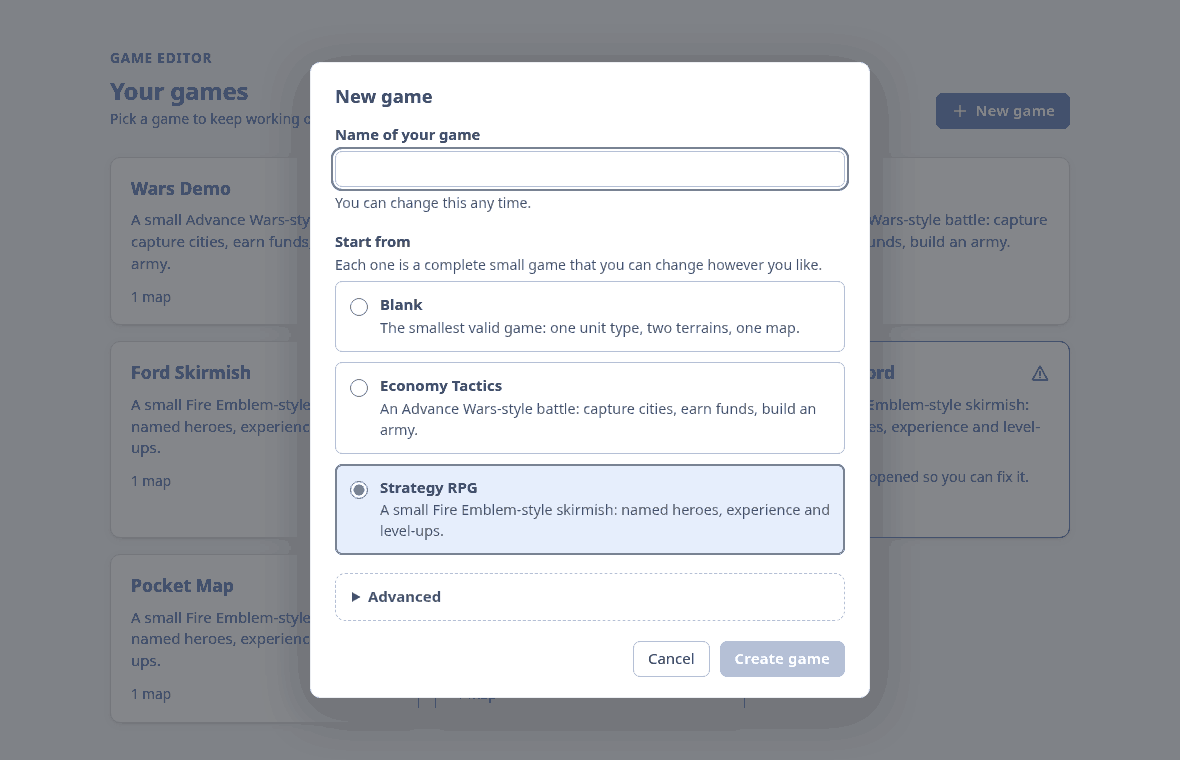 GAME EDITOR
Your games
Pick a game to keep working
New game
Wars Demo
A small Advance
capture cities, earn funds,
army.
1 map
Wars-style battle: capture
build an army.
Ford Skirmish
A small Fire Emblem-style
named heroes,
ups.
1 map
Emblem-style skirmish:
experience and level-
opened so you can fix it.
Pocket Map
A small Fire Emblem-style
named heroes,
ups.
1 map
New game
Name of your game
You can change this any time.
Start from
Each one is a complete small game that you can change however you like.
Blank
The smallest valid game: one unit type, two terrains, one map.
Economy Tactics
An Advance Wars-style battle: capture cities, earn funds, build an
army.
Strategy RPG
A small Fire Emblem-style skirmish: named heroes, experience and
level-ups.
Advanced
Cancel
Create game